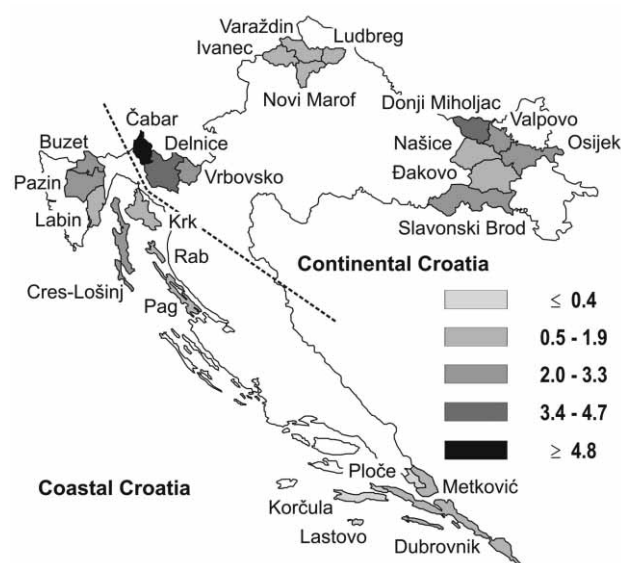 Varaždin
Ludbreg
Ivanec
Novi Marof
Donji Miholjac
Valpovo
Čabar
Buzet
Delnice
Našice
Osijek
Pazin
Vrbovsko
Đakovo
Labin
Krk
Slavonski Brod
Rab
Continental Croatia
Cres-Lošinj
Pag
≤ 0.4
0.5 - 1.9
2.0 - 3.3
3.4 - 4.7
≥ 4.8
Ploče
Coastal Croatia
Metković
Korčula
Lastovo
Dubrovnik